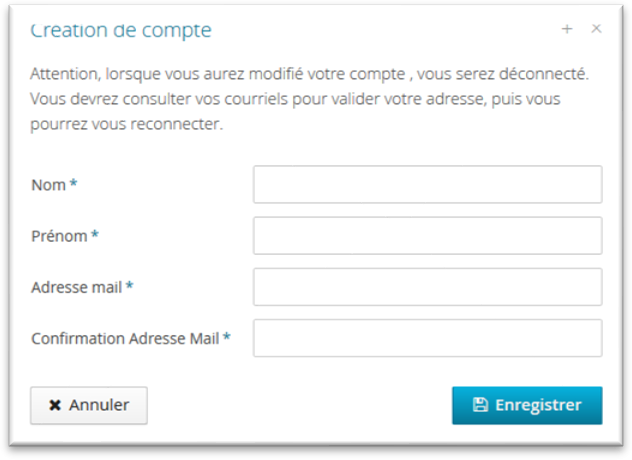 Création de compte
Attention, lorsque vous aurez modifié votre compte , vous serez déconnecté.
Vous devrez consulter vos courriels pour valider votre adresse, puis vous
pourrez vous reconnecter.
Nom *
Prénom *
Adresse mail *
Confirmation Adresse Mail *
Annuler
Enregistrer